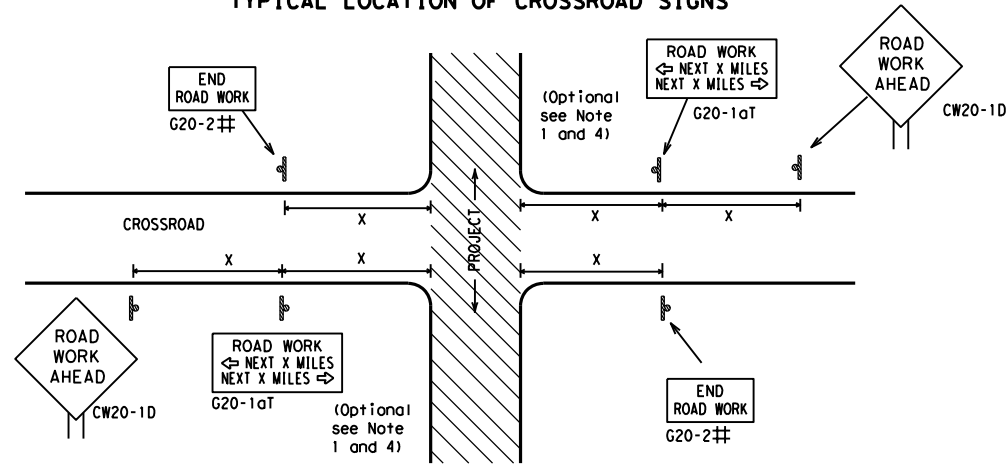 TYPICAL LOCATION OF CROSSROAD SIGNS
END
ROAD WORK
G20-2#
(Optional
see Note
1 and 4)
ROAD WORK
⇦ NEXT X MILES
NEXT X MILES ⇨
G20-1aT
ROAD
WORK
AHEAD
CW20-1D
X
X
X
CROSSROAD
PROJECT
X
X
X
ROAD
WORK
AHEAD
CW20-1D
ROAD WORK
⇦ NEXT X MILES
NEXT X MILES ⇨
G20-1aT
(Optional
see Note
1 and 4)
END
ROAD WORK
G20-2#